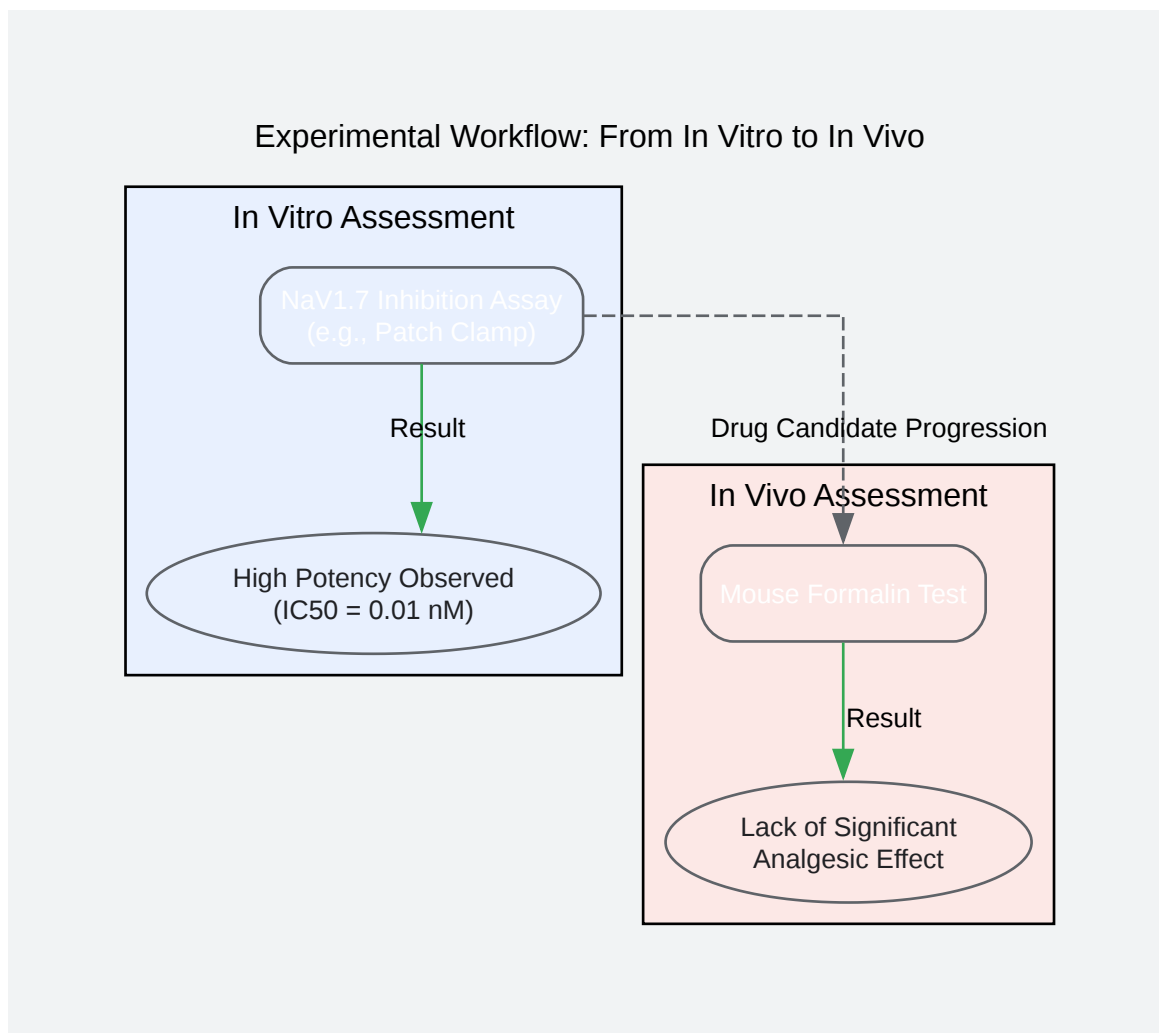 Experimental Workflow: From In Vitro to In Vivo
In Vitro Assessment
NaV1.7 Inhibition Assay
(e.g., Patch Clamp)
Result
High Potency Observed
(IC50 = 0.01 nM)
Drug Candidate Progression
In Vivo Assessment
Mouse Formalin Test
Result
Lack of Significant
Analgesic Effect